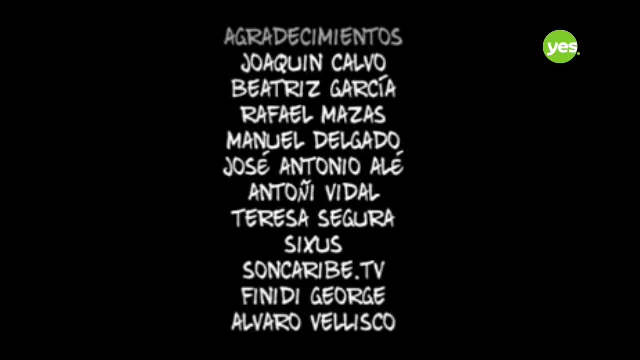 AGRADECIMIENTOS
yes.
JOAQUIN CALVO
BEATRIZ GARCÍA
RAFAEL MAZAS
MANUEL DELGADO
JOSÉ ANTONIO ALÉ
ANTOÑI VIDAL
TERESA SEGURA
SIXUS
SONCARIBE.TV
FINIDI GEORGE
ALVARO VELLISCO